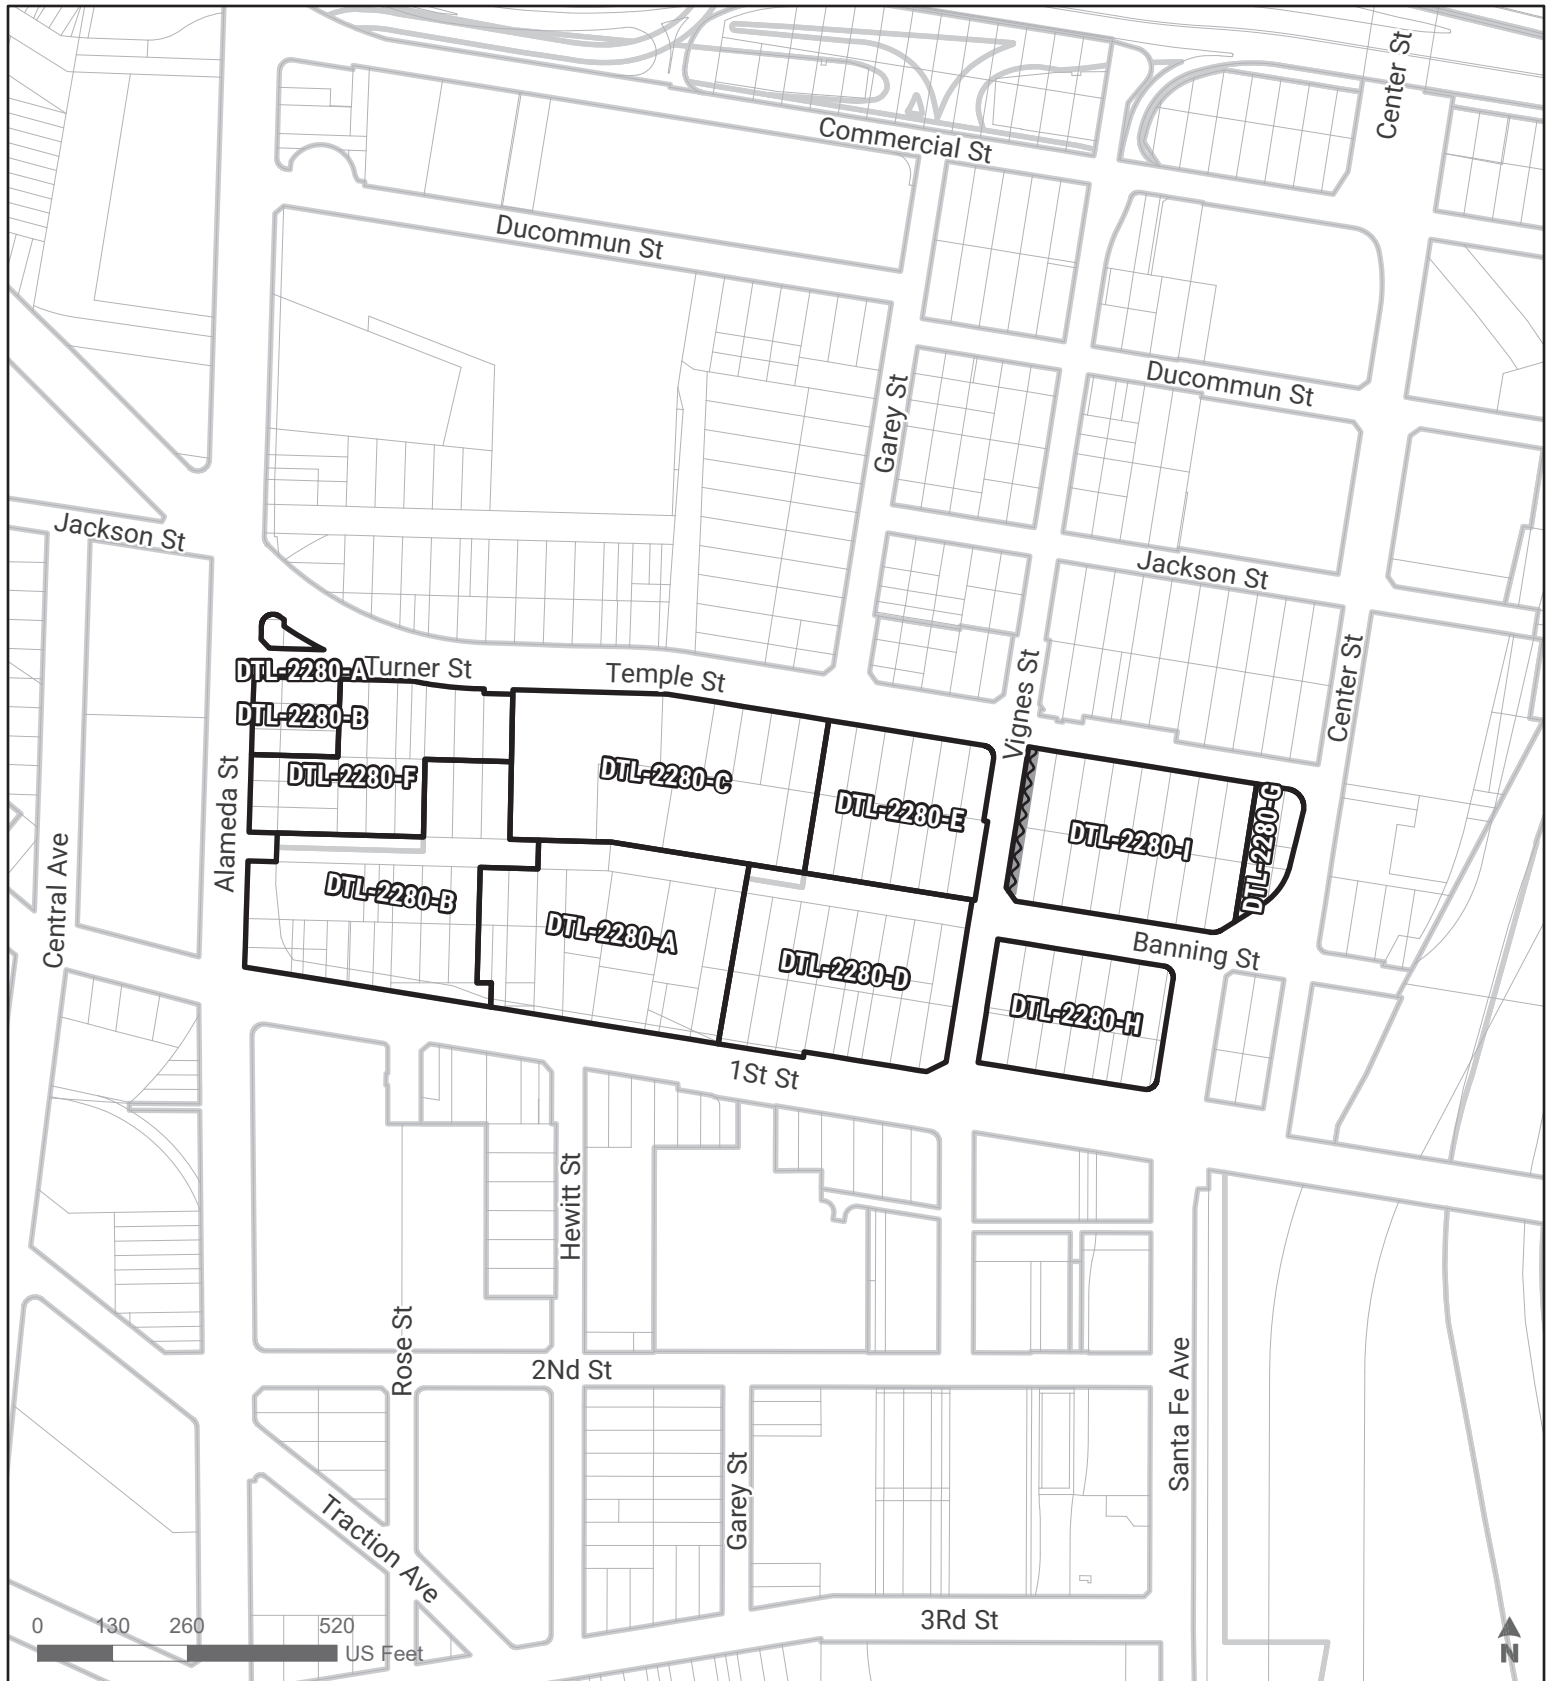 Center St
Commercial St
Ducommun St
Ducommun St
Garey St
Jackson St
Jackson St
Center St
Vignes St
DTL-2280-A
Turner St
Temple St
DTL-2280-B
DTL-2280-F
DTL-2280-C
DTL-2280-E
DTL-2280-I
DTL-2280-G
Alameda St
Central Ave
DTL-2280-B
DTL-2280-A
DTL-2280-D
Banning St
DTL-2280-H
1St St
Hewitt St
Rose St
2Nd St
Santa Fe Ave
Garey St
Traction Ave
3Rd St
0 130 260 520
US Feet
N